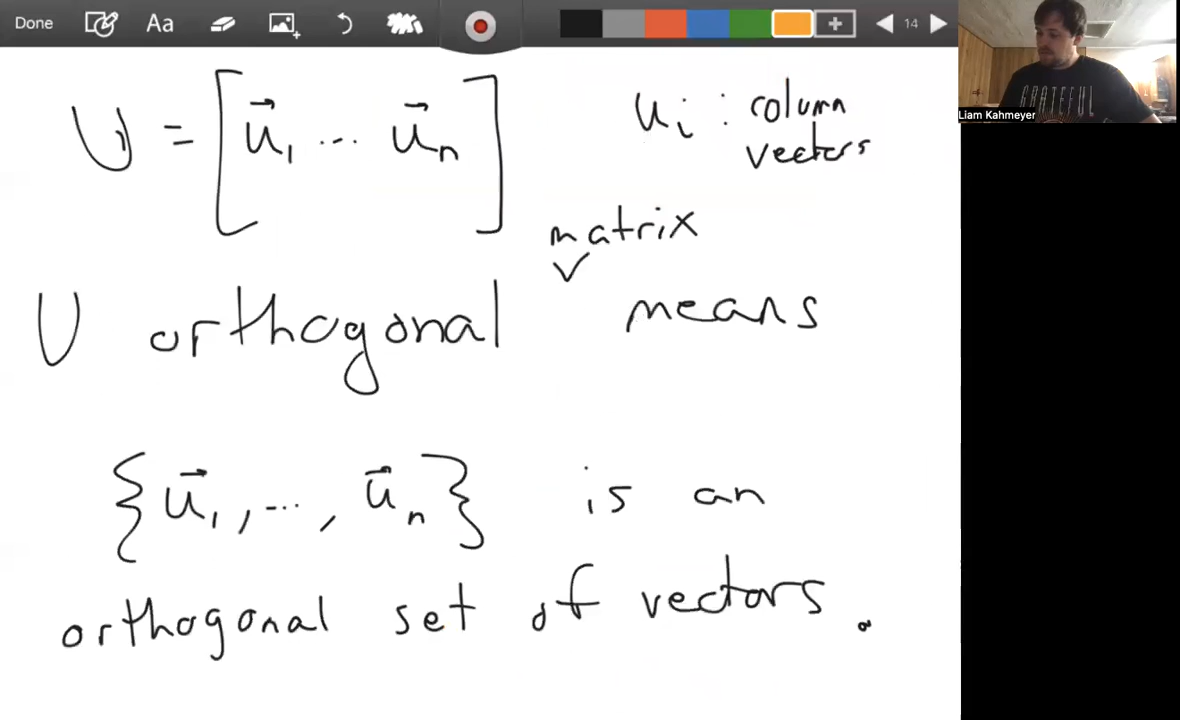 Done Aa 14
U = [u⃗₁ ... u⃗ₙ] uᵢ : column
vectors
matrix
U orthogonal ✓ means
{u⃗₁, ..., u⃗ₙ} is an
orthogonal set of vectors.
GRATEFUL
Liam Kahmeyer